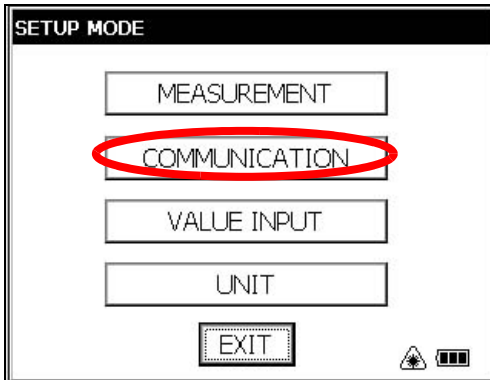 SETUP MODE
MEASUREMENT
COMMUNICATION
VALUE INPUT
UNIT
EXIT